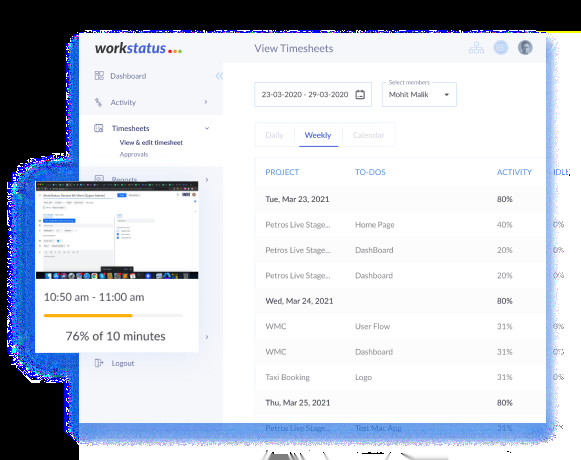 workstatus
View Timesheets
Dashboard
Activity
Timesheets
View & edit timesheet
Approvals
Reports
Logout
23-03-2020 - 29-03-2020
Select members
Mohit Malik
Daily Weekly Calendar
PROJECT TO-DOS ACTIVITY IDLE
Tue, Mar 23, 2021 80%
Petros Live Stage... Home Page 40% 0%
Petros Live Stage... DashBoard 20% 0%
Petros Live Stage... Dashboard 20% 0%
Wed, Mar 24, 2021 80%
WMC User Flow 31% 0%
WMC Dashboard 31% 0%
Taxi Booking Logo 31% 0%
Thu, Mar 25, 2021 80%
Petros Live Stage... Test Mac App 21% 0%
10:50 am - 11:00 am
76% of 10 minutes